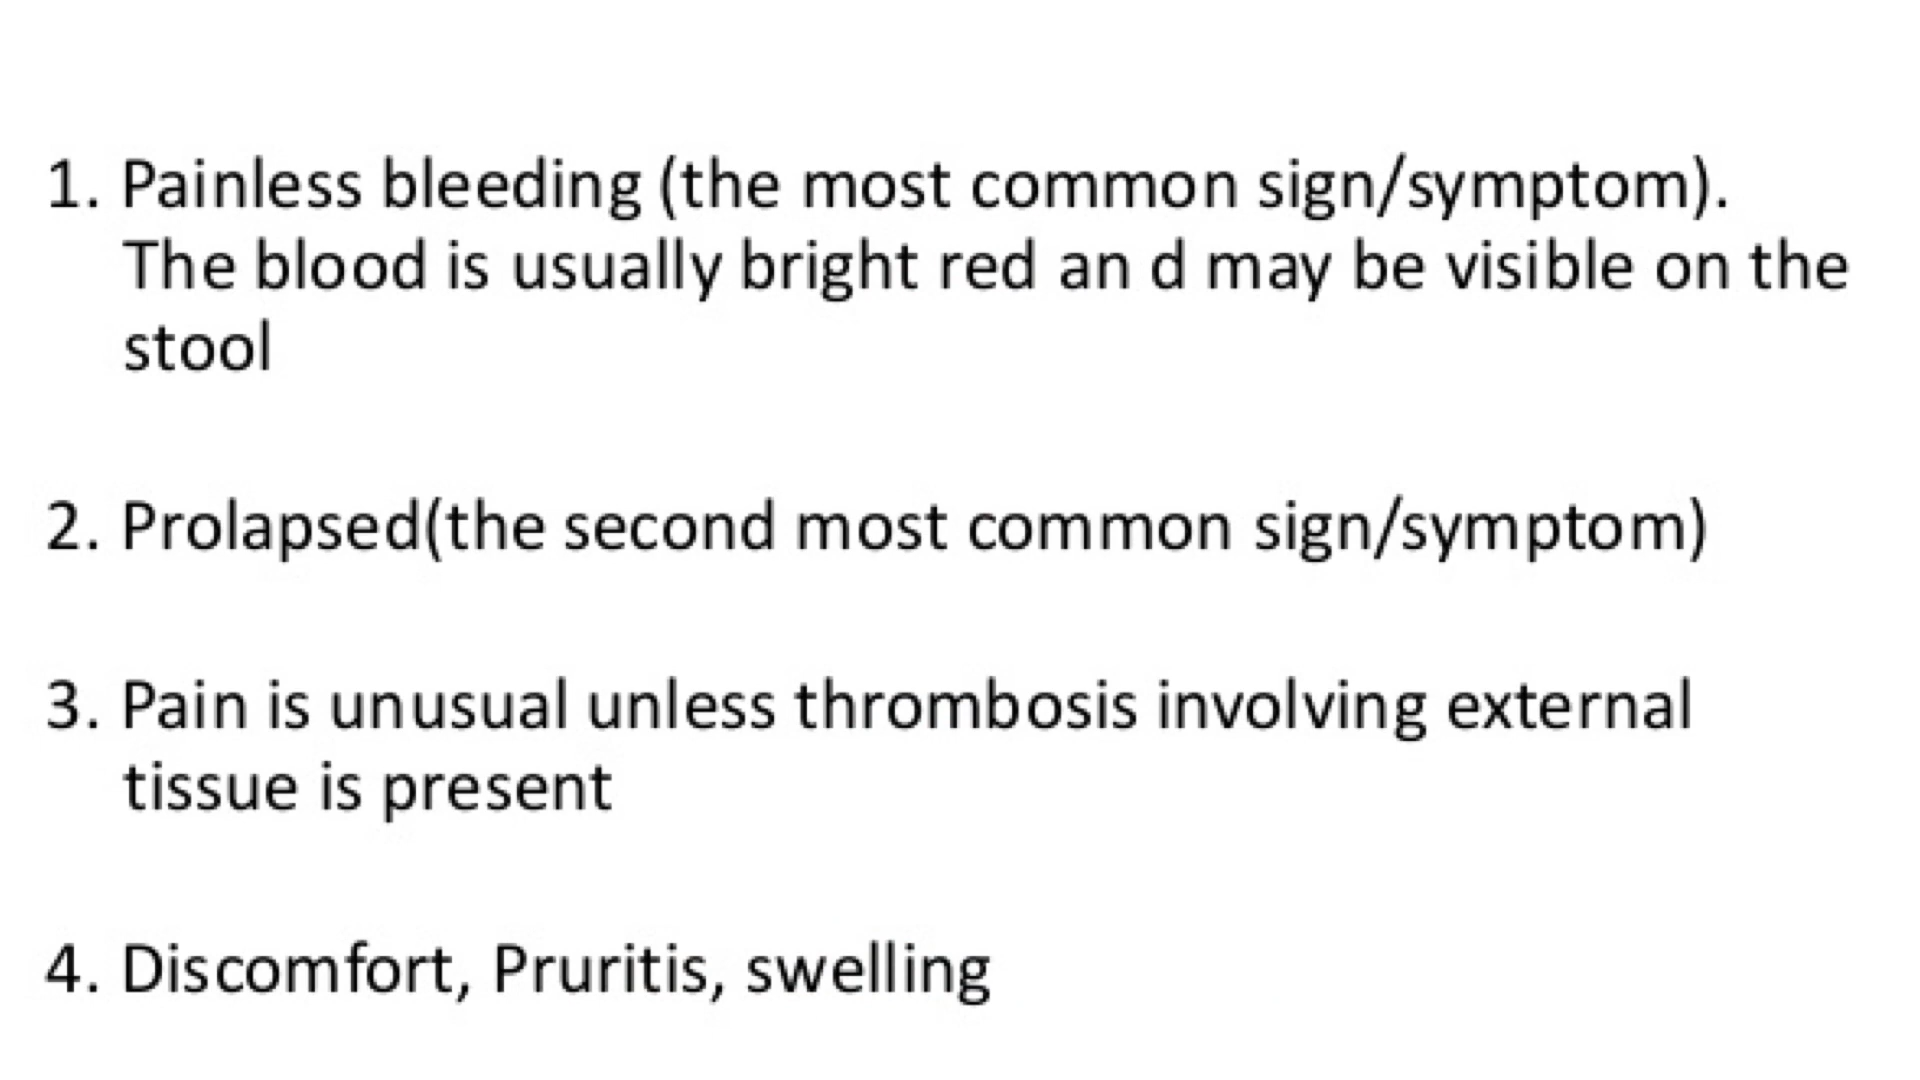 1. Painless bleeding (the most common sign/symptom).
The blood is usually bright red an d may be visible on the
stool
2. Prolapsed(the second most common sign/symptom)
3. Pain is unusual unless thrombosis involving external
tissue is present
4. Discomfort, Pruritis, swelling